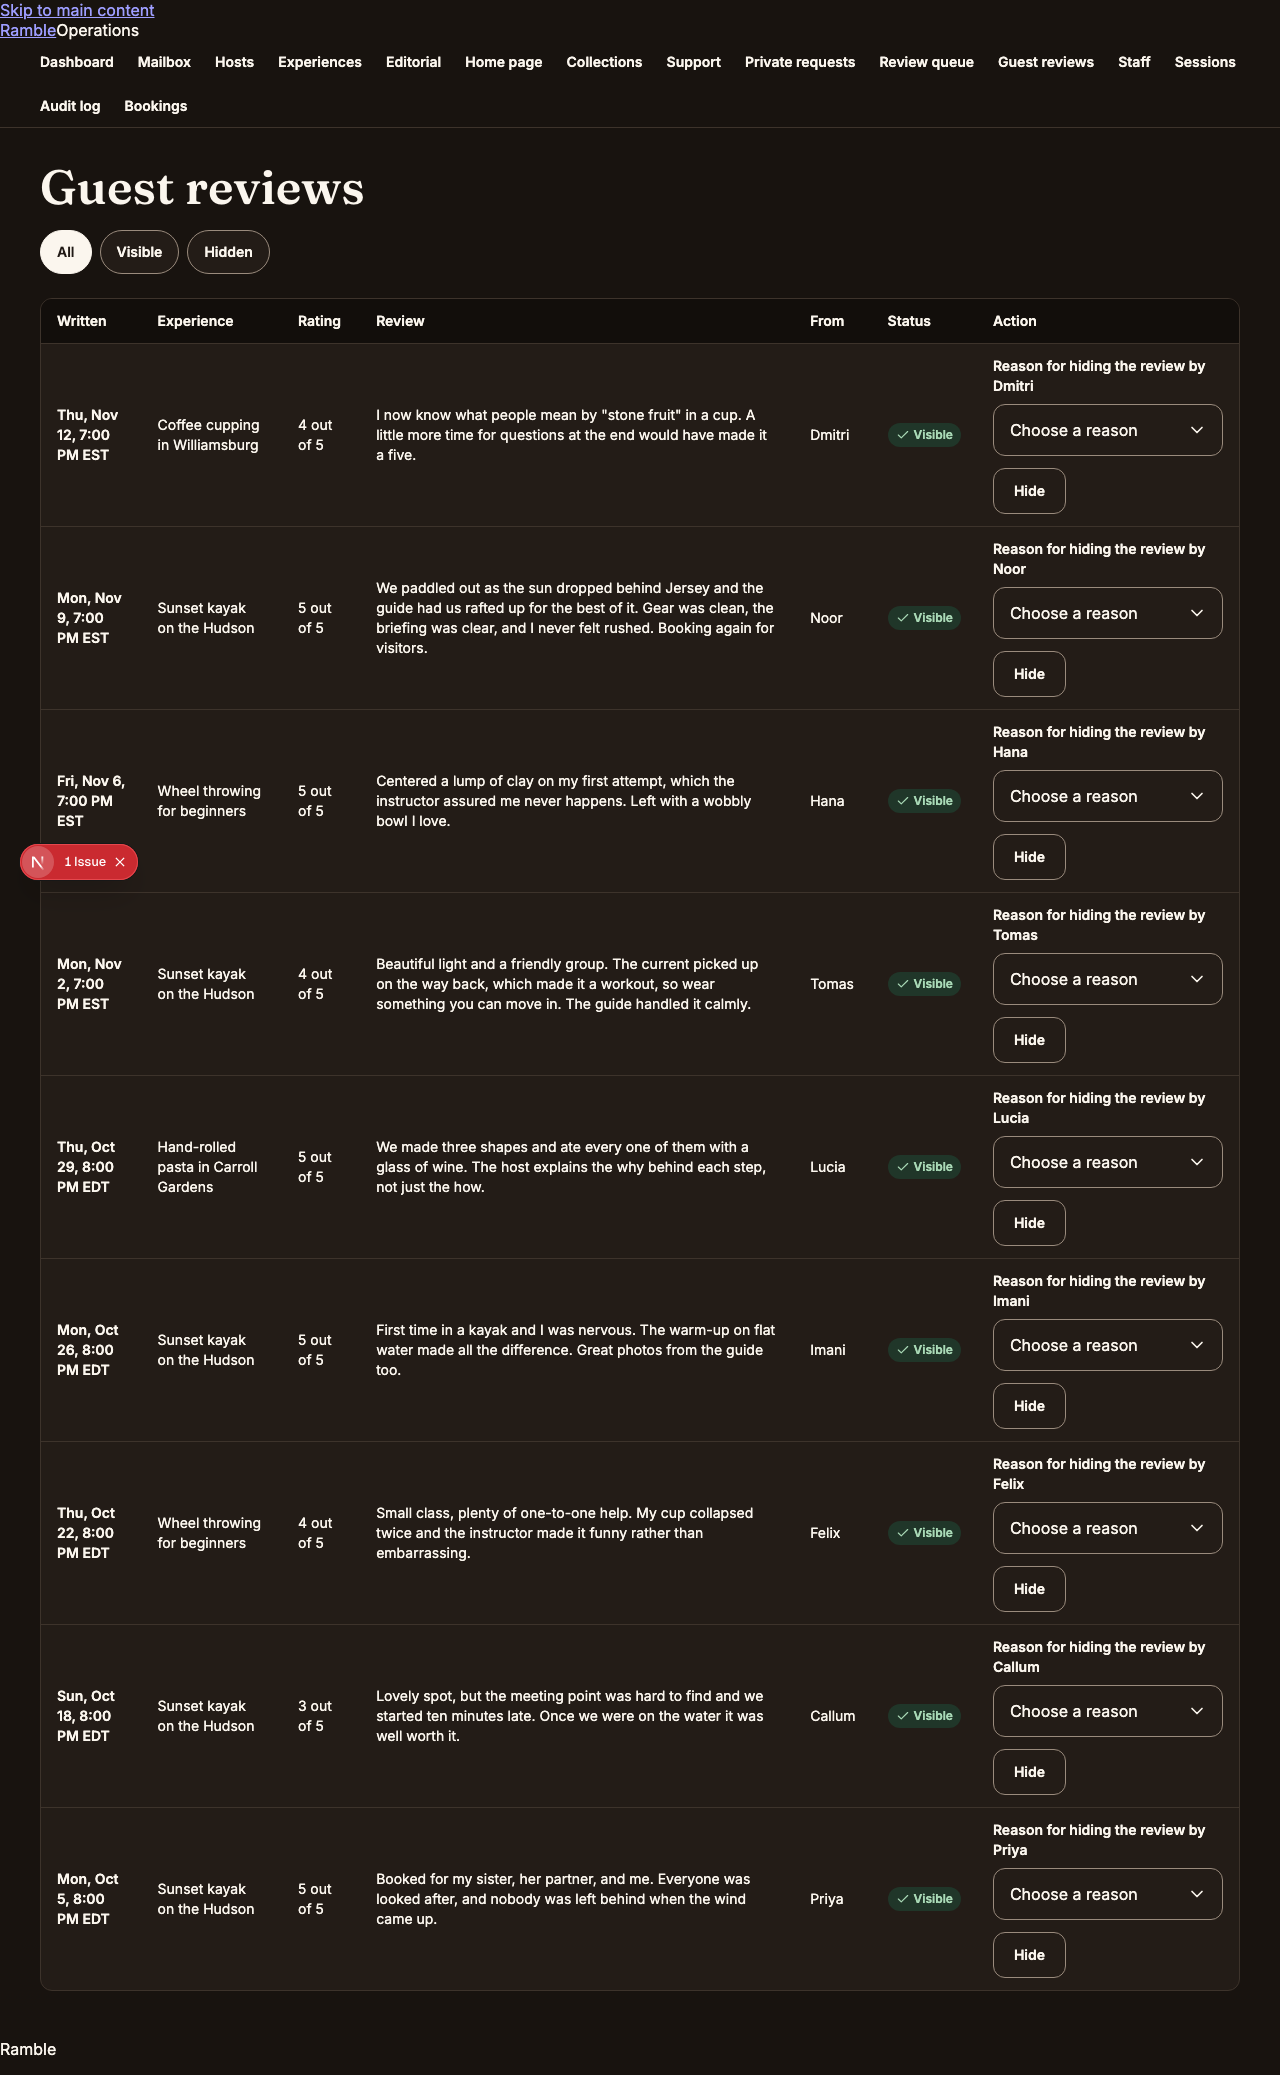 Skip to main content
RambleOperations
Dashboard Mailbox Hosts Experiences Editorial Home page Collections Support Private requests Review queue Guest reviews Staff Sessions
Audit log Bookings
Guest reviews
All Visible Hidden
Written Experience Rating Review From Status Action
Thu, Nov
12, 7:00
PM EST
Coffee cupping
in Williamsburg
4 out
of 5
I now know what people mean by "stone fruit" in a cup. A
little more time for questions at the end would have made it
a five.
Dmitri
Visible
Reason for hiding the review by
Dmitri
Choose a reason
Hide
Mon, Nov
9, 7:00
PM EST
Sunset kayak
on the Hudson
5 out
of 5
We paddled out as the sun dropped behind Jersey and the
guide had us rafted up for the best of it. Gear was clean, the
briefing was clear, and I never felt rushed. Booking again for
visitors.
Noor
Visible
Reason for hiding the review by
Noor
Choose a reason
Hide
Fri, Nov 6,
7:00 PM
EST
Wheel throwing
for beginners
5 out
of 5
Centered a lump of clay on my first attempt, which the
instructor assured me never happens. Left with a wobbly
bowl I love.
Hana
Visible
Reason for hiding the review by
Hana
Choose a reason
Hide
1 Issue
Mon, Nov
2, 7:00
PM EST
Sunset kayak
on the Hudson
4 out
of 5
Beautiful light and a friendly group. The current picked up
on the way back, which made it a workout, so wear
something you can move in. The guide handled it calmly.
Tomas
Visible
Reason for hiding the review by
Tomas
Choose a reason
Hide
Thu, Oct
29, 8:00
PM EDT
Hand-rolled
pasta in Carroll
Gardens
5 out
of 5
We made three shapes and ate every one of them with a
glass of wine. The host explains the why behind each step,
not just the how.
Lucia
Visible
Reason for hiding the review by
Lucia
Choose a reason
Hide
Mon, Oct
26, 8:00
PM EDT
Sunset kayak
on the Hudson
5 out
of 5
First time in a kayak and I was nervous. The warm-up on flat
water made all the difference. Great photos from the guide
too.
Imani
Visible
Reason for hiding the review by
Imani
Choose a reason
Hide
Thu, Oct
22, 8:00
PM EDT
Wheel throwing
for beginners
4 out
of 5
Small class, plenty of one-to-one help. My cup collapsed
twice and the instructor made it funny rather than
embarrassing.
Felix
Visible
Reason for hiding the review by
Felix
Choose a reason
Hide
Sun, Oct
18, 8:00
PM EDT
Sunset kayak
on the Hudson
3 out
of 5
Lovely spot, but the meeting point was hard to find and we
started ten minutes late. Once we were on the water it was
well worth it.
Callum
Visible
Reason for hiding the review by
Callum
Choose a reason
Hide
Mon, Oct
5, 8:00
PM EDT
Sunset kayak
on the Hudson
5 out
of 5
Booked for my sister, her partner, and me. Everyone was
looked after, and nobody was left behind when the wind
came up.
Priya
Visible
Reason for hiding the review by
Priya
Choose a reason
Hide
Ramble